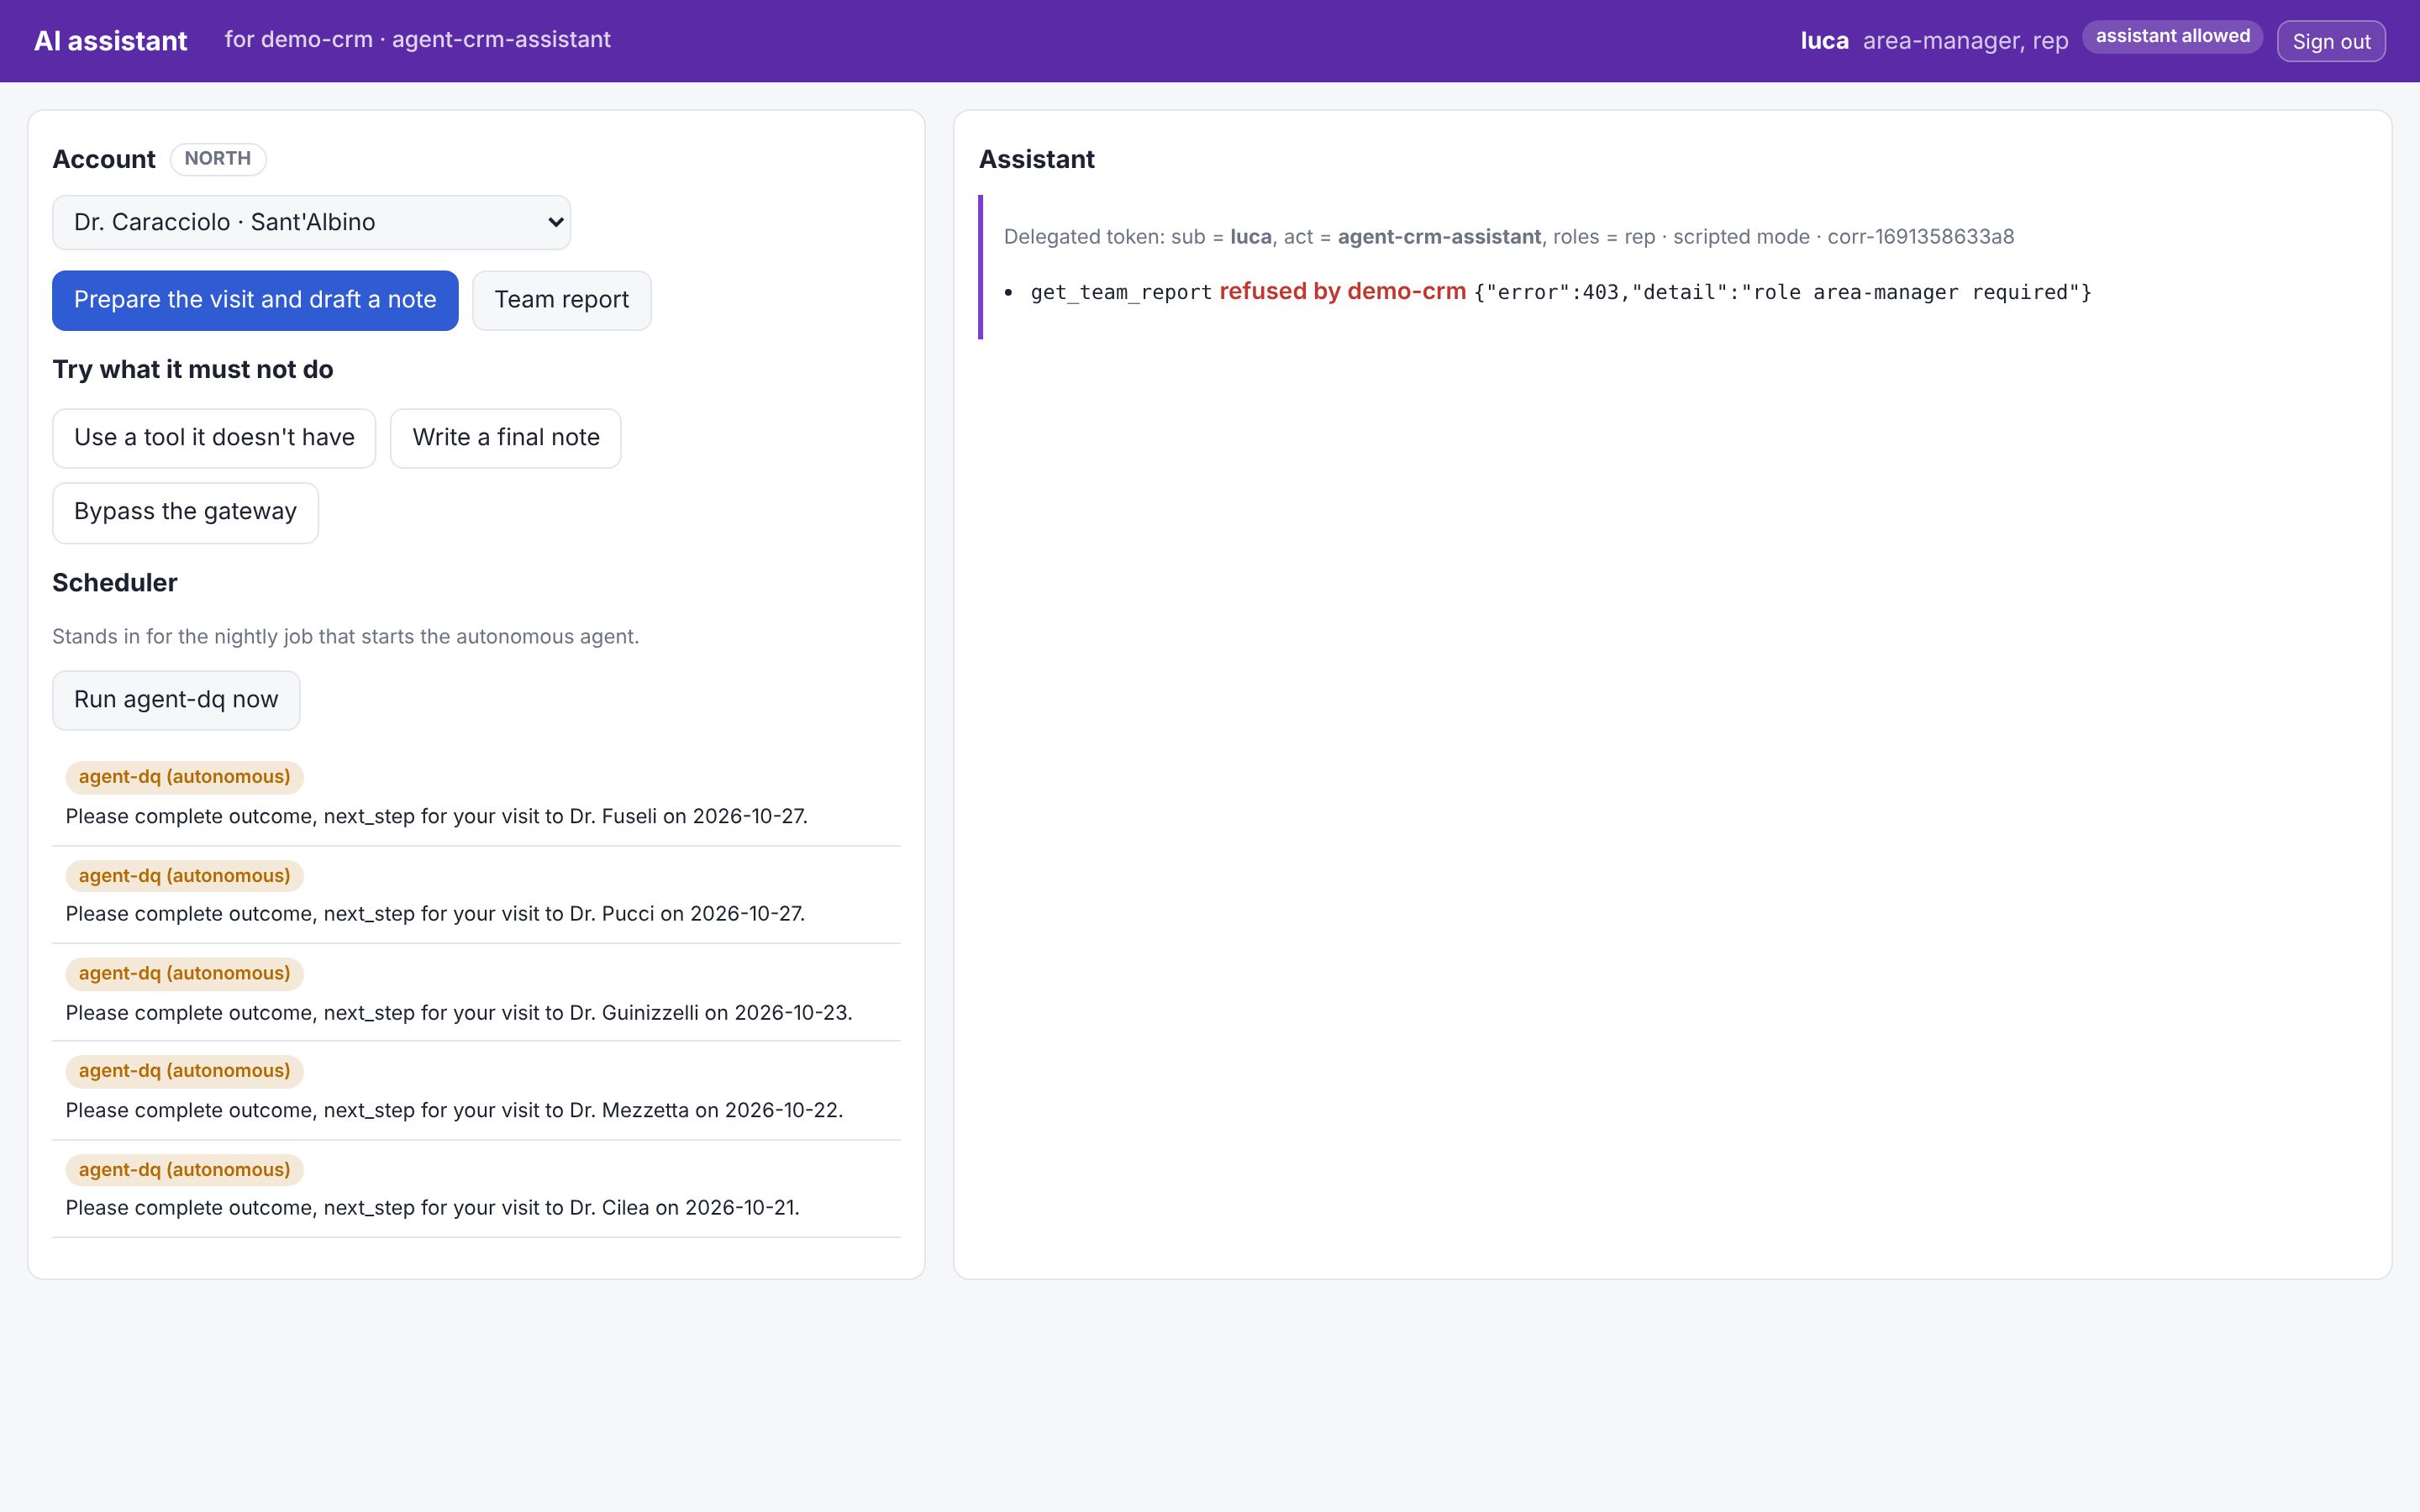 AI assistant for demo-crm · agent-crm-assistant luca area-manager, rep assistant allowed Sign out
Account NORTH
Dr. Caracciolo · Sant'Albino
Prepare the visit and draft a note Team report
Try what it must not do
Use a tool it doesn't have Write a final note
Bypass the gateway
Scheduler
Stands in for the nightly job that starts the autonomous agent.
Run agent-dq now
agent-dq (autonomous)
Please complete outcome, next_step for your visit to Dr. Fuseli on 2026-10-27.
agent-dq (autonomous)
Please complete outcome, next_step for your visit to Dr. Pucci on 2026-10-27.
agent-dq (autonomous)
Please complete outcome, next_step for your visit to Dr. Guinizzelli on 2026-10-23.
agent-dq (autonomous)
Please complete outcome, next_step for your visit to Dr. Mezzetta on 2026-10-22.
agent-dq (autonomous)
Please complete outcome, next_step for your visit to Dr. Cilea on 2026-10-21.
Assistant
Delegated token: sub = luca, act = agent-crm-assistant, roles = rep · scripted mode · corr-1691358633a8
• get_team_report refused by demo-crm {"error":403,"detail":"role area-manager required"}